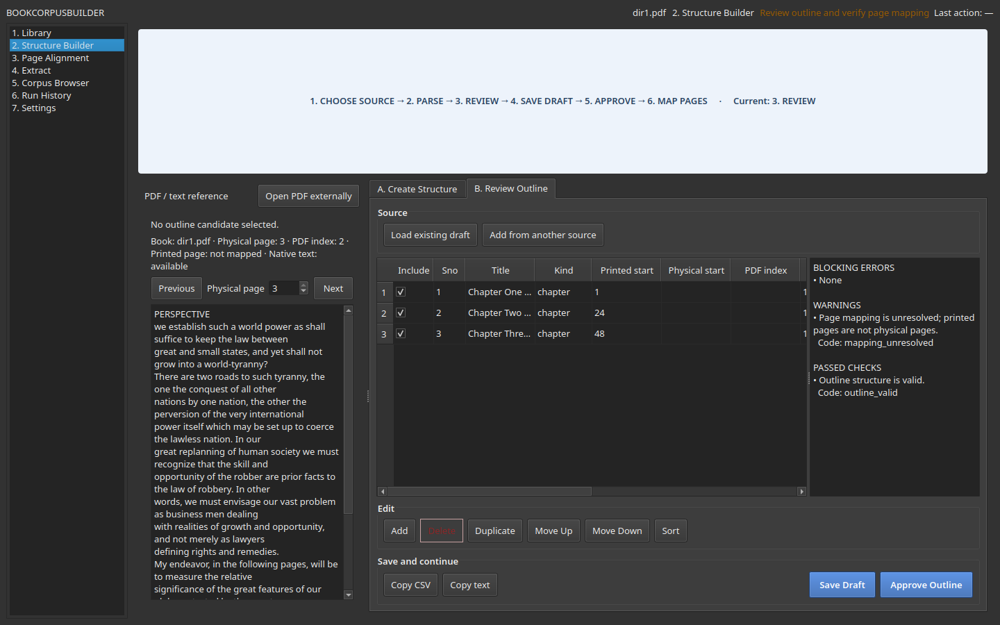 BOOKCORPUSBUILDER
dir1.pdf 2. Structure Builder Review outline and verify page mapping Last action: —
1. Library
2. Structure Builder
3. Page Alignment
4. Extract
5. Corpus Browser
6. Run History
7. Settings
1. CHOOSE SOURCE → 2. PARSE → 3. REVIEW → 4. SAVE DRAFT → 5. APPROVE → 6. MAP PAGES · Current: 3. REVIEW
PDF / text reference
Open PDF externally
No outline candidate selected.
Book: dir1.pdf · Physical page: 3 · PDF index: 2 ·
Printed page: not mapped · Native text:
available
Previous Physical page 3 Next
PERSPECTIVE
we establish such a world power as shall
suffice to keep the law between
great and small states, and yet shall not
grow into a world-tyranny?
There are two roads to such tyranny, the
one the conquest of all other
nations by one nation, the other the
perversion of the very international
power itself which may be set up to coerce
the lawless nation. In our
great replanning of human society we must
recognize that the skill and
opportunity of the robber are prior facts to
the law of robbery. In other
words, we must envisage our vast problem
as business men dealing
with realities of growth and opportunity,
and not merely as lawyers
defining rights and remedies.
My endeavor, in the following pages, will be
to measure the relative
significance of the great features of our
A. Create Structure B. Review Outline
Source
Load existing draft Add from another source
Include Sno Title Kind Printed start Physical start PDF index
1 1 Chapter One ... chapter 1 1
2 2 Chapter Two ... chapter 24 1
3 3 Chapter Thre... chapter 48 1
BLOCKING ERRORS
• None
WARNINGS
• Page mapping is unresolved; printed
pages are not physical pages.
Code: mapping_unresolved
PASSED CHECKS
• Outline structure is valid.
Code: outline_valid
Edit
Add Delete Duplicate Move Up Move Down Sort
Save and continue
Copy CSV Copy text Save Draft Approve Outline